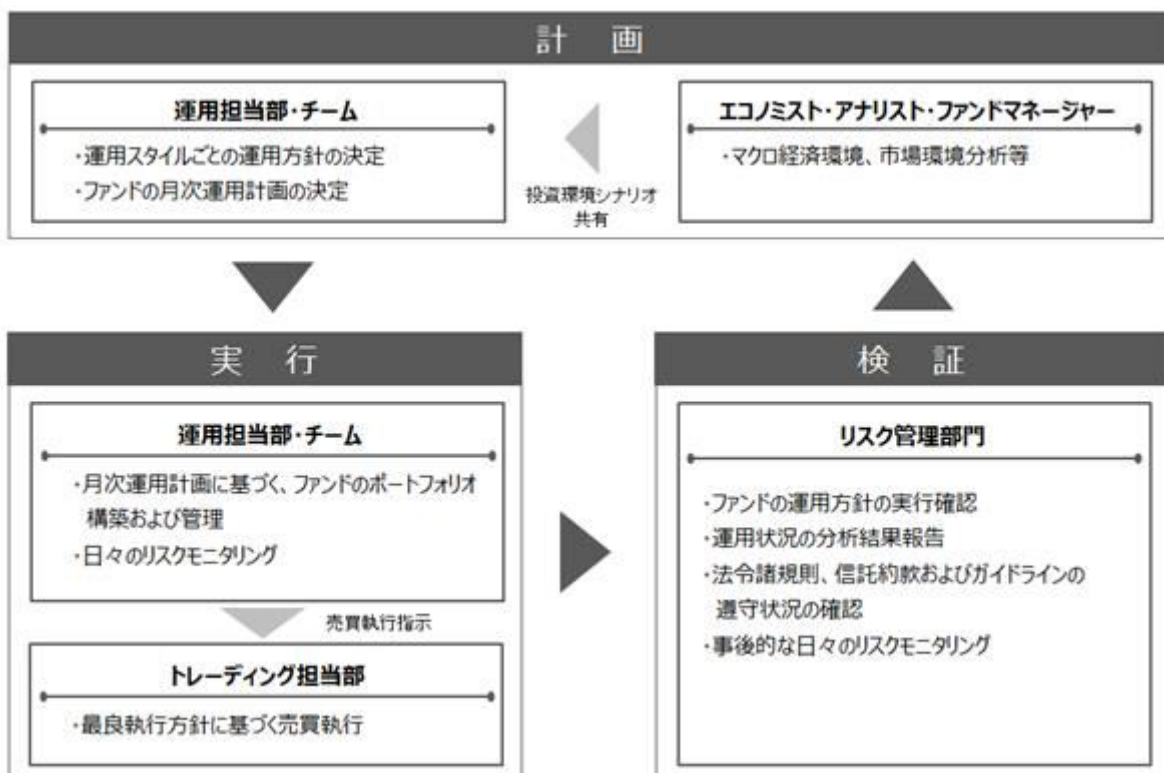 計 画
運用担当部・チーム
・運用スタイルごとの運用方針の決定
・ファンドの月次運用計画の決定
投資環境シナリオ
共有
エコノミスト・アナリスト・ファンドマネージャー
・マクロ経済環境、市場環境分析等
実 行
運用担当部・チーム
・月次運用計画に基づく、ファンドのポートフォリオ
構築および管理
・日々のリスクモニタリング
売買執行指示
トレーディング担当部
・最良執行方針に基づく売買執行
検 証
リスク管理部門
・ファンドの運用方針の実行確認
・運用状況の分析結果報告
・法令諸規則、信託約款およびガイドラインの
遵守状況の確認
・事後的な日々のリスクモニタリング